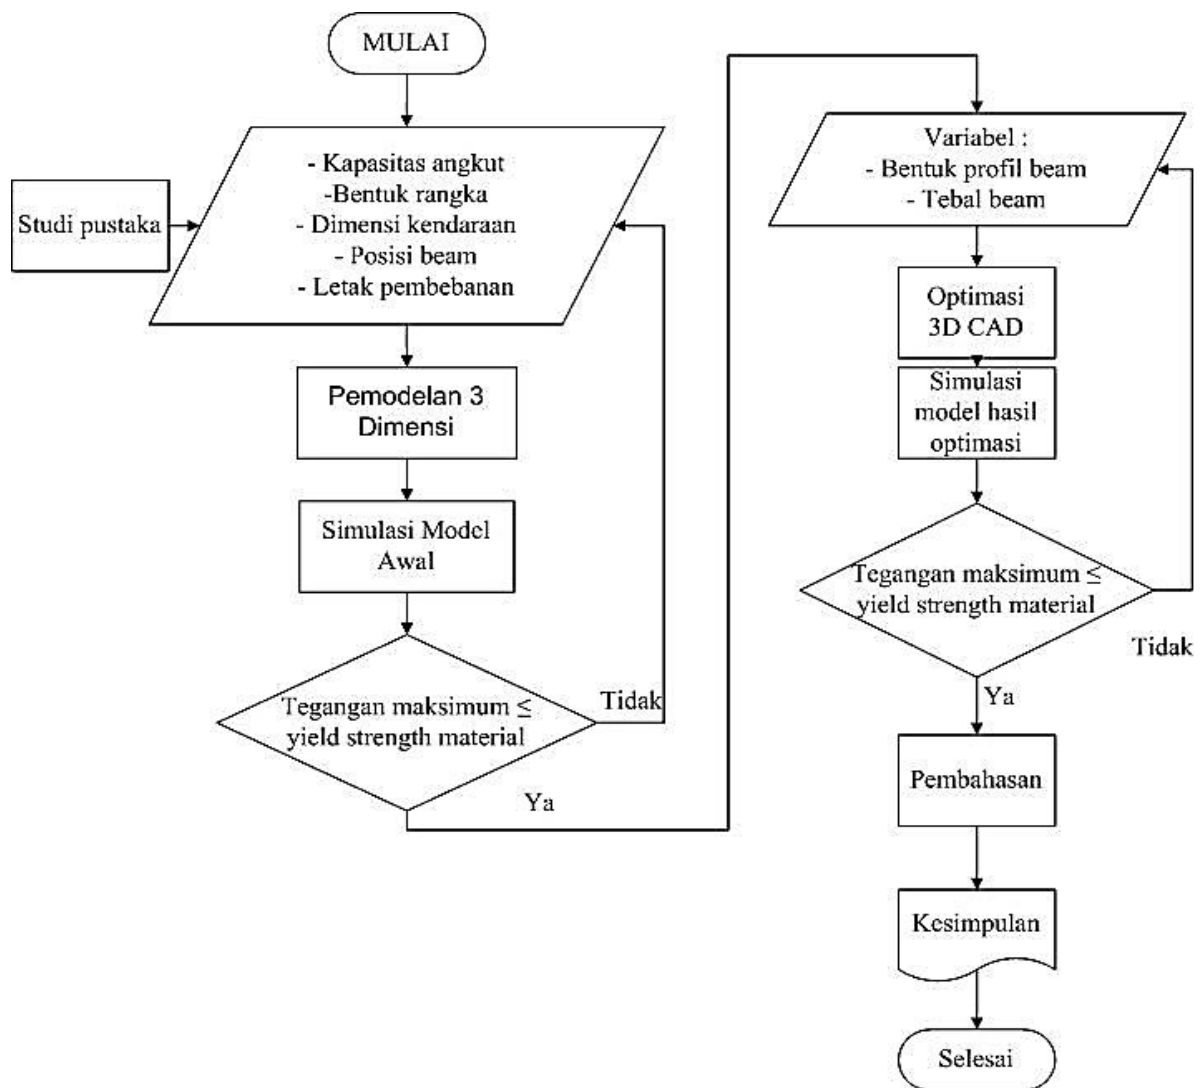 MULAI
- Kapasitas angkut
-Bentuk rangka
- Dimensi kendaraan
- Posisi beam
- Letak pembebanan
Studi pustaka
Pemodelan 3
Dimensi
Simulasi Model
Awal
Tegangan maksimum ≤
yield strength material
Tidak
Ya
Variabel :
- Bentuk profil beam
- Tebal beam
Optimasi
3D CAD
Simulasi
model hasil
optimasi
Tegangan maksimum ≤
yield strength material
Tidak
Ya
Pembahasan
Kesimpulan
Selesai